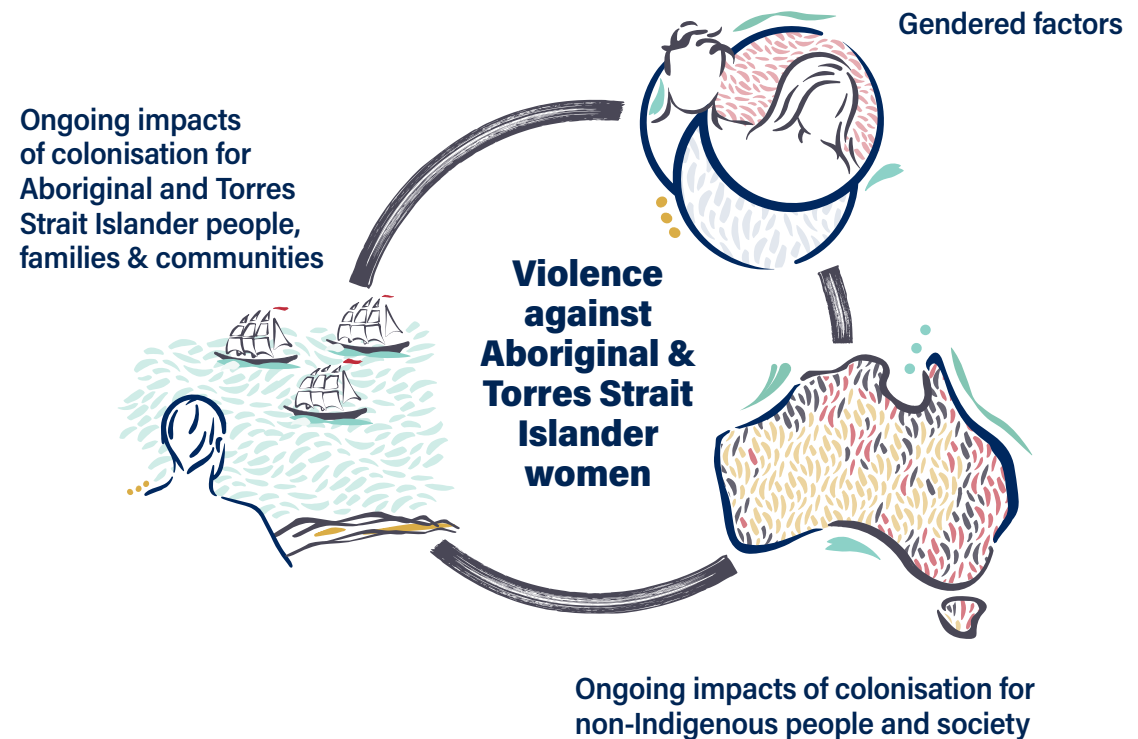 Gendered factors
Ongoing impacts
of colonisation for
Aboriginal and Torres
Strait Islander people,
families & communities
Violence
against
Aboriginal &
Torres Strait
Islander
women
Ongoing impacts of colonisation for
non-Indigenous people and society